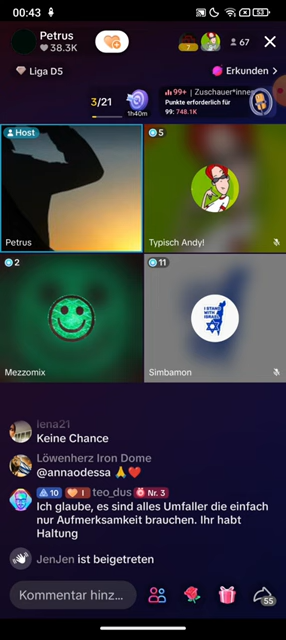 00:43
53
Petrus
38.3K
7
67
Liga D5
Erkunden
3/21
1h40m
99+ | Zuschauer*innen
Punkte erforderlich für
99: 748.1K
Host
5
Petrus
Typisch Andy!
2
11
I STAND
WITH
ISRAEL
Mezzomix
Simbamon
lena21
Keine Chance
Löwenherz Iron Dome
@annaodessa 🙏❤️
10 I teo_dus Nr. 3
Ich glaube, es sind alles Umfaller die einfach
nur Aufmerksamkeit brauchen. Ihr habt
Haltung
JenJen ist beigetreten
Kommentar hinz...
55